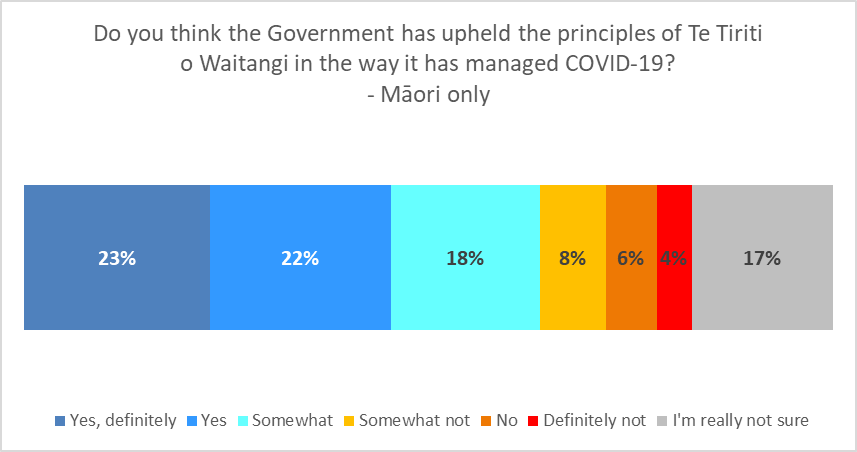 Do you think the Government has upheld the principles of Te Tiriti
o Waitangi in the way it has managed COVID-19?
- Māori only
23% 22% 18% 8% 6% 4% 17%
Yes, definitely Yes Somewhat Somewhat not No Definitely not I'm really not sure